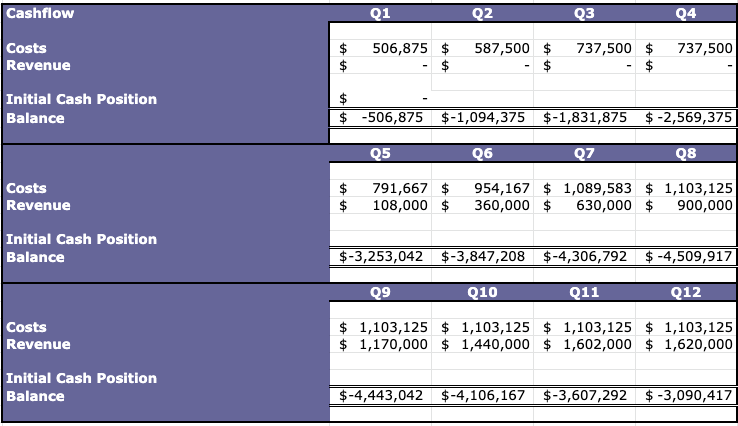 Cashflow Q1 Q2 Q3 Q4
Costs $ 506,875 $ 587,500 $ 737,500 $ 737,500
Revenue $ - $ - $ - $ -
Initial Cash Position $ -
Balance $ -506,875 $-1,094,375 $-1,831,875 $ -2,569,375
Q5 Q6 Q7 Q8
Costs $ 791,667 $ 954,167 $ 1,089,583 $ 1,103,125
Revenue $ 108,000 $ 360,000 $ 630,000 $ 900,000
Initial Cash Position
Balance $-3,253,042 $-3,847,208 $-4,306,792 $ -4,509,917
Q9 Q10 Q11 Q12
Costs $ 1,103,125 $ 1,103,125 $ 1,103,125 $ 1,103,125
Revenue $ 1,170,000 $ 1,440,000 $ 1,602,000 $ 1,620,000
Initial Cash Position
Balance $-4,443,042 $-4,106,167 $-3,607,292 $ -3,090,417